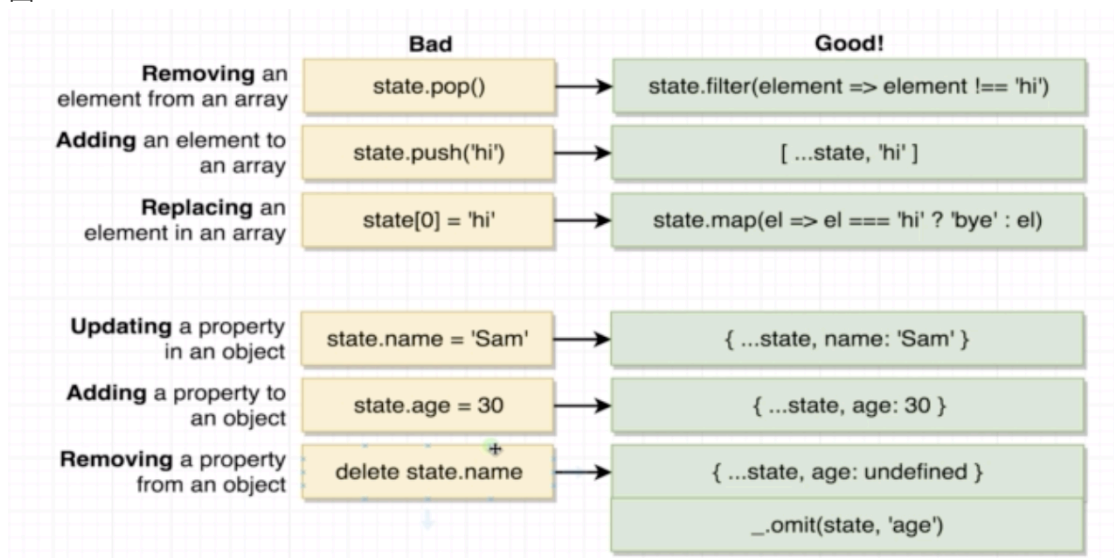 Bad
Good!
Removing an
element from an array
state.pop()
state.filter(element => element !== 'hi')
Adding an element to
an array
state.push('hi')
[ ...state, 'hi' ]
Replacing an
element in an array
state[0] = 'hi'
state.map(el => el === 'hi' ? 'bye' : el)
Updating a property
in an object
state.name = 'Sam'
{ ...state, name: 'Sam' }
Adding a property to
an object
state.age = 30
{ ...state, age: 30 }
Removing a property
from an object
delete state.name
{ ...state, age: undefined }
_.omit(state, 'age')